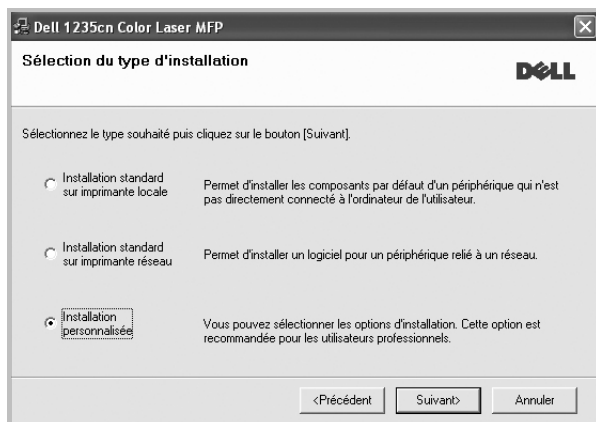 Dell 1235cn Color Laser MFP
Sélection du type d'installation
DELL
Sélectionnez le type souhaité puis cliquez sur le bouton [Suivant].
Installation standard
sur imprimante locale
Permet d'installer les composants par défaut d'un périphérique qui n'est
pas directement connecté à l'ordinateur de l'utilisateur.
Installation standard
sur imprimante réseau
Permet d'installer un logiciel pour un périphérique relié à un réseau.
Installation
personnalisée
Vous pouvez sélectionner les options d'installation. Cette option est
recommandée pour les utilisateurs professionnels.
<Précédent
Suivant>
Annuler